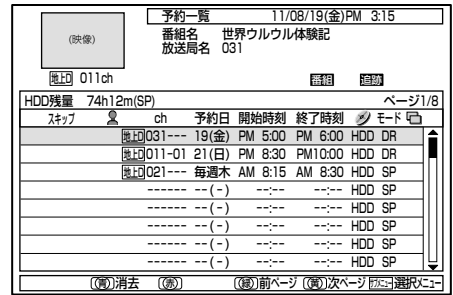 予約一覧 11/08/19(金)PM 3:15
(映像)
番組名 世界ウルウル体験記
放送局名 031
地上D 011ch
番組 追跡
HDD残量 74h12m(SP) ページ1/8
スキップ ch 予約日 開始時刻 終了時刻 モード
地上D 031--- 19(金) PM 5:00 PM 6:00 HDD DR
地上D 011-01 21(日) PM 8:30 PM10:00 HDD DR
地上D 021--- 毎週木 AM 8:15 AM 8:30 HDD SP
------ --(-) --:-- --:-- HDD SP
------ --(-) --:-- --:-- HDD SP
------ --(-) --:-- --:-- HDD SP
------ --(-) --:-- --:-- HDD SP
------ --(-) --:-- --:-- HDD SP
(青)消去 (赤) (緑)前ページ (黄)次ページ サブメニュー選択メニュー